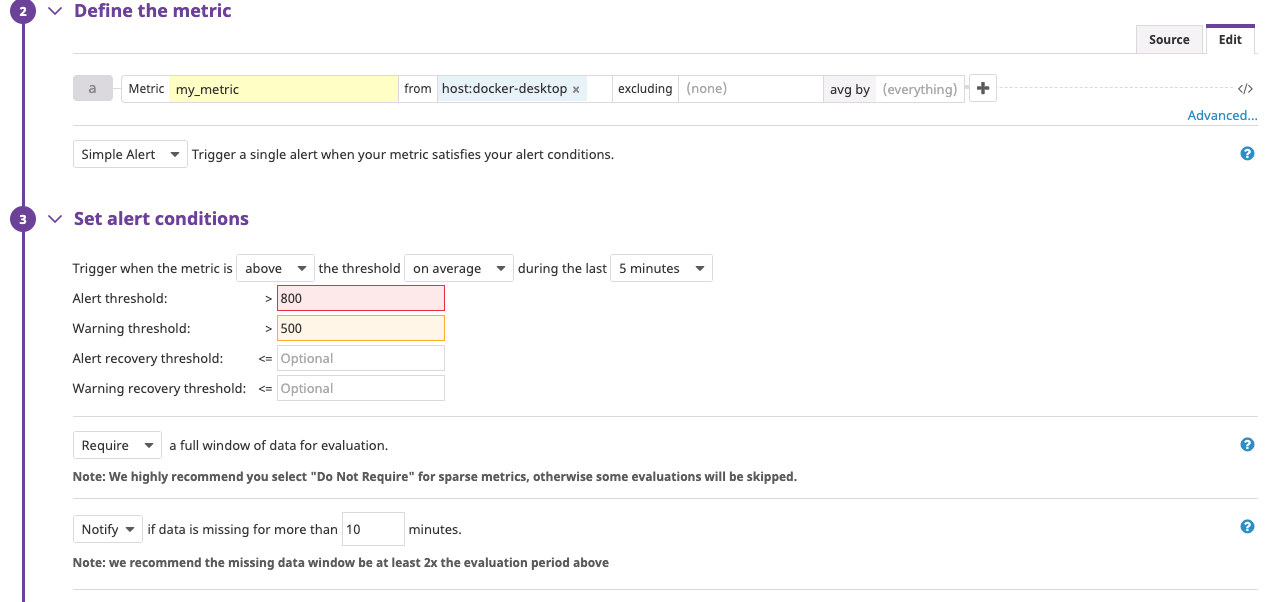 2 Define the metric
Source Edit
a Metric my_metric from host:docker-desktop × excluding (none) avg by (everything) + </>
Advanced...
Simple Alert Trigger a single alert when your metric satisfies your alert conditions. ?
3 Set alert conditions
Trigger when the metric is above the threshold on average during the last 5 minutes
Alert threshold: > 800
Warning threshold: > 500
Alert recovery threshold: <= Optional
Warning recovery threshold: <= Optional
Require a full window of data for evaluation. ?
Note: We highly recommend you select "Do Not Require" for sparse metrics, otherwise some evaluations will be skipped.
Notify if data is missing for more than 10 minutes. ?
Note: we recommend the missing data window be at least 2x the evaluation period above